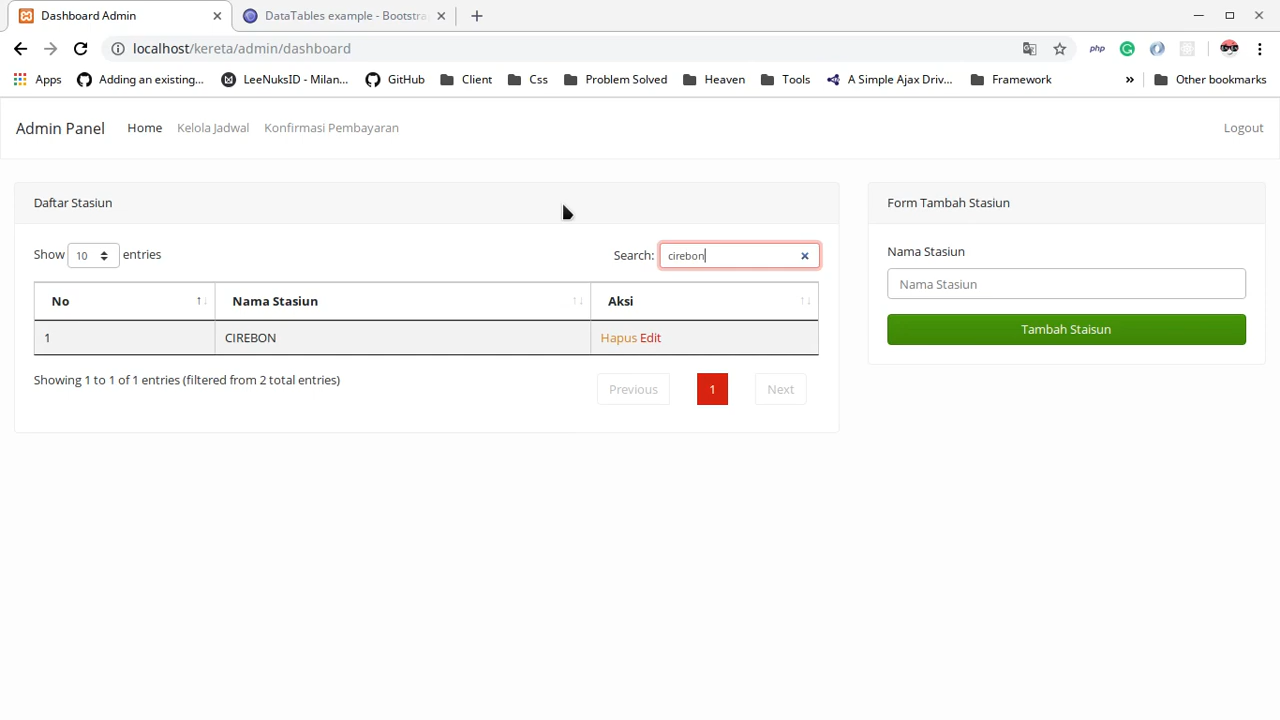 Dashboard Admin
DataTables example - Bootstra
localhost/kereta/admin/dashboard
php
Apps
Adding an existing...
LeeNuksID - Milan...
GitHub
Client
Css
Problem Solved
Heaven
Tools
A Simple Ajax Driv...
Framework
»
Other bookmarks
Admin Panel
Home
Kelola Jadwal
Konfirmasi Pembayaran
Logout
Daftar Stasiun
Show 10 entries
Search: cirebon
No
Nama Stasiun
Aksi
1
CIREBON
Hapus Edit
Showing 1 to 1 of 1 entries (filtered from 2 total entries)
Previous
1
Next
Form Tambah Stasiun
Nama Stasiun
Nama Stasiun
Tambah Staisun